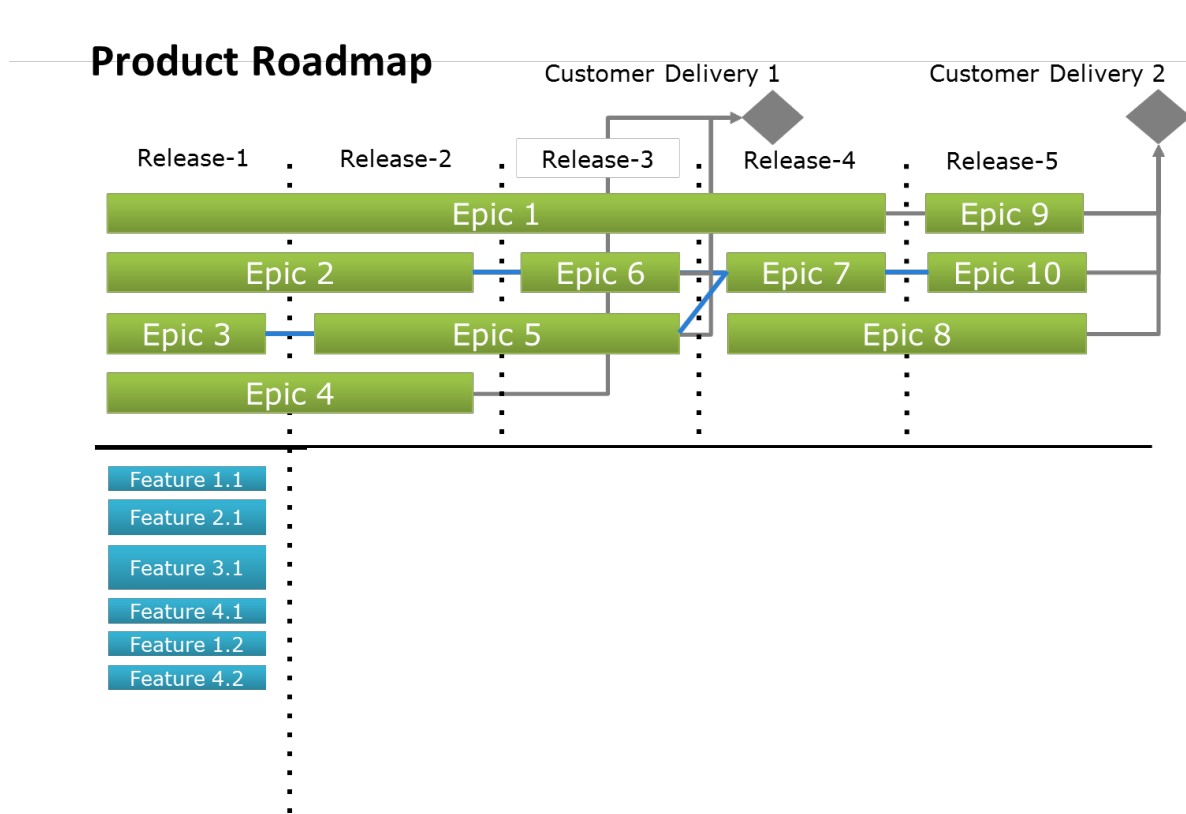 Product Roadmap
Customer Delivery 1
Customer Delivery 2
Release-1
Release-2
Release-3
Release-4
Release-5
Epic 1
Epic 9
Epic 2
Epic 6
Epic 7
Epic 10
Epic 3
Epic 5
Epic 8
Epic 4
Feature 1.1
Feature 2.1
Feature 3.1
Feature 4.1
Feature 1.2
Feature 4.2